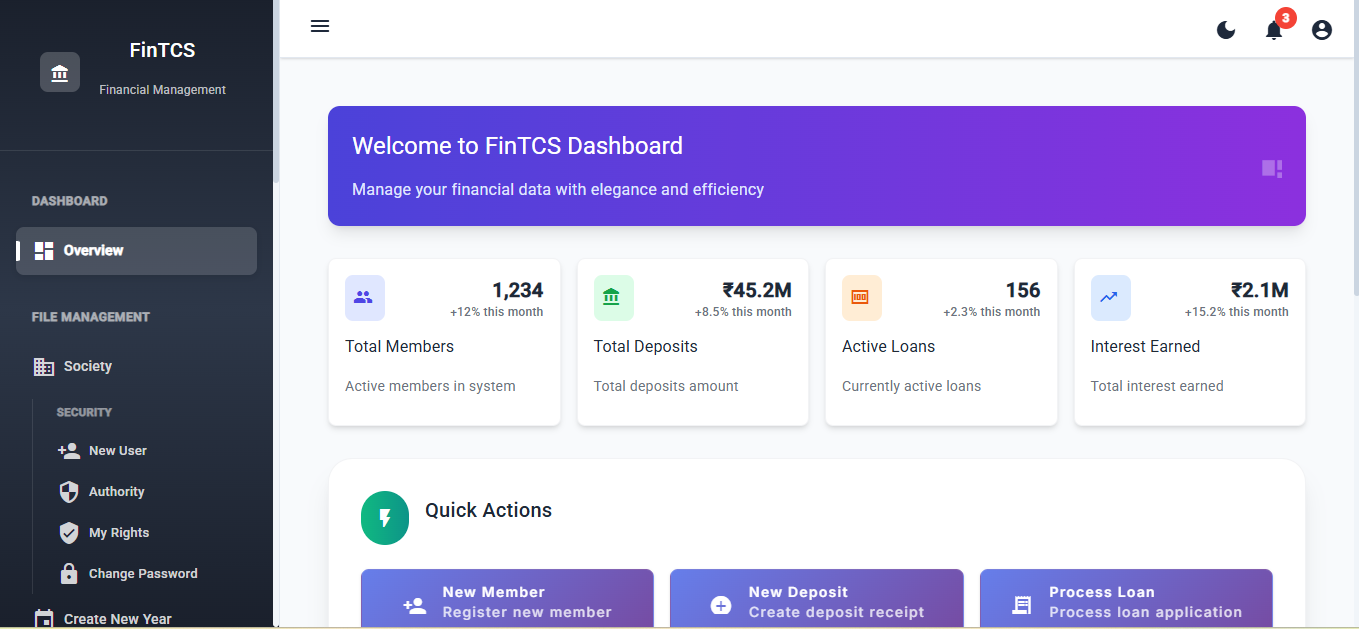 FinTCS
Financial Management
DASHBOARD
Overview
FILE MANAGEMENT
Society
SECURITY
New User
Authority
My Rights
Change Password
Create New Year
3
Welcome to FinTCS Dashboard
Manage your financial data with elegance and efficiency
1,234
+12% this month
Total Members
Active members in system
₹45.2M
+8.5% this month
Total Deposits
Total deposits amount
156
+2.3% this month
Active Loans
Currently active loans
₹2.1M
+15.2% this month
Interest Earned
Total interest earned
Quick Actions
New Member
Register new member
New Deposit
Create deposit receipt
Process Loan
Process loan application